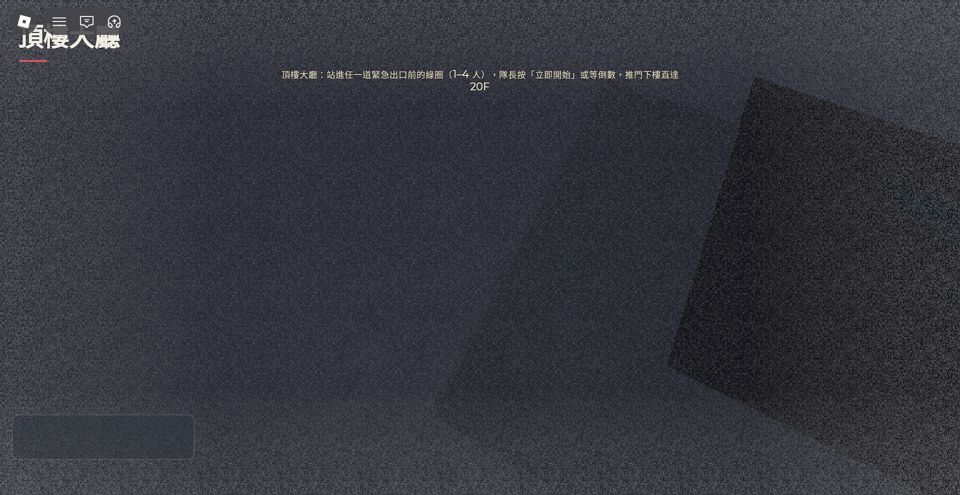 頂樓大廳
頂樓大廳：站進任一道緊急出口前的綠圈（1–4 人），隊長按「立即開始」或等倒數，推門下樓直達
20F